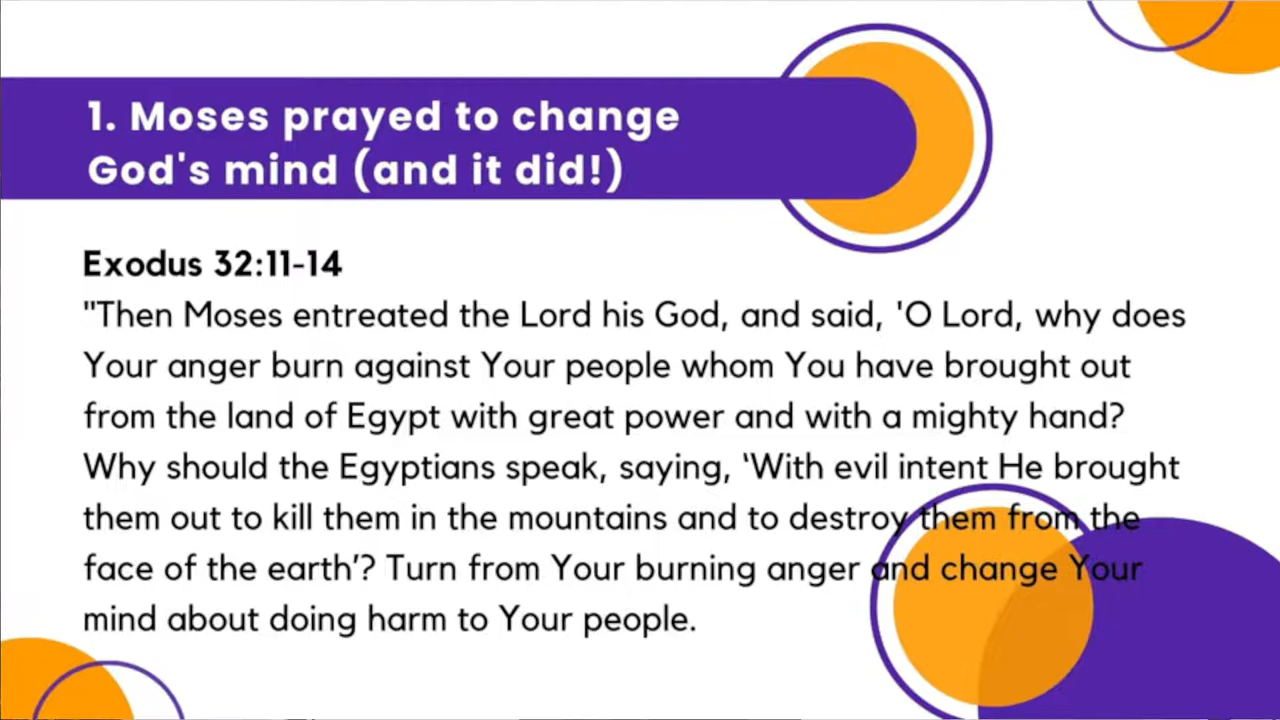 1. Moses prayed to change
God's mind (and it did!)
Exodus 32:11-14
"Then Moses entreated the Lord his God, and said, 'O Lord, why does
Your anger burn against Your people whom You have brought out
from the land of Egypt with great power and with a mighty hand?
Why should the Egyptians speak, saying, ‘With evil intent He brought
them out to kill them in the mountains and to destroy them from the
face of the earth’? Turn from Your burning anger and change Your
mind about doing harm to Your people.